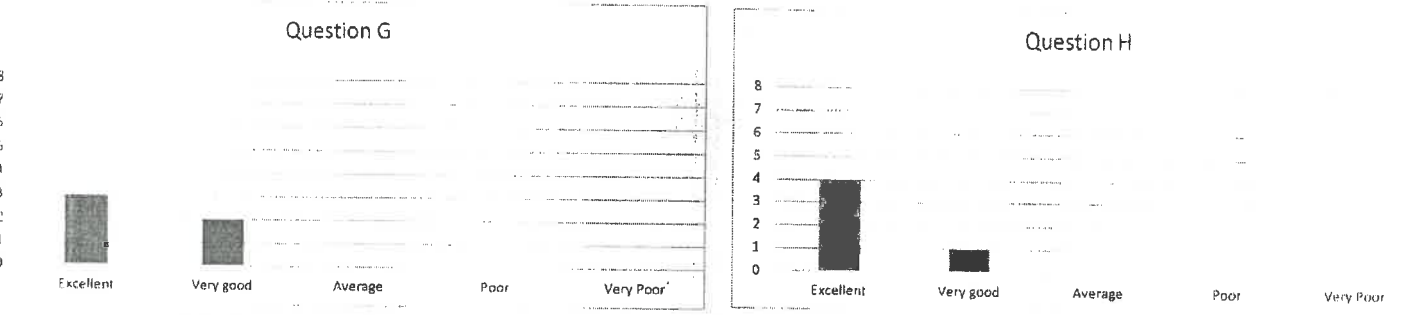 Question G
8
Excellent
Very good
Average
Poor
Very Poor
Question H
8
7
6
5
4
3
2
1
0
Excellent
Very good
Average
Poor
Very Poor